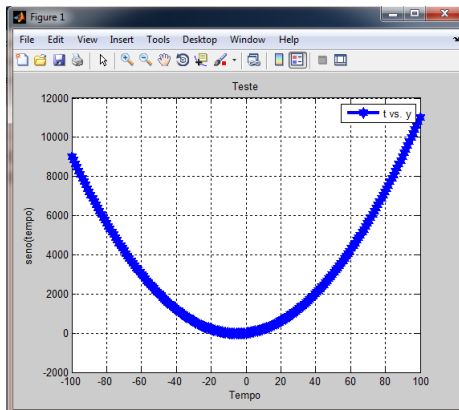 Figure 1
File Edit View Insert Tools Desktop Window Help
Teste
t vs. y
12000
10000
8000
6000
4000
2000
0
-2000
seno(tempo)
-100 -80 -60 -40 -20 0 20 40 60 80 100
Tempo